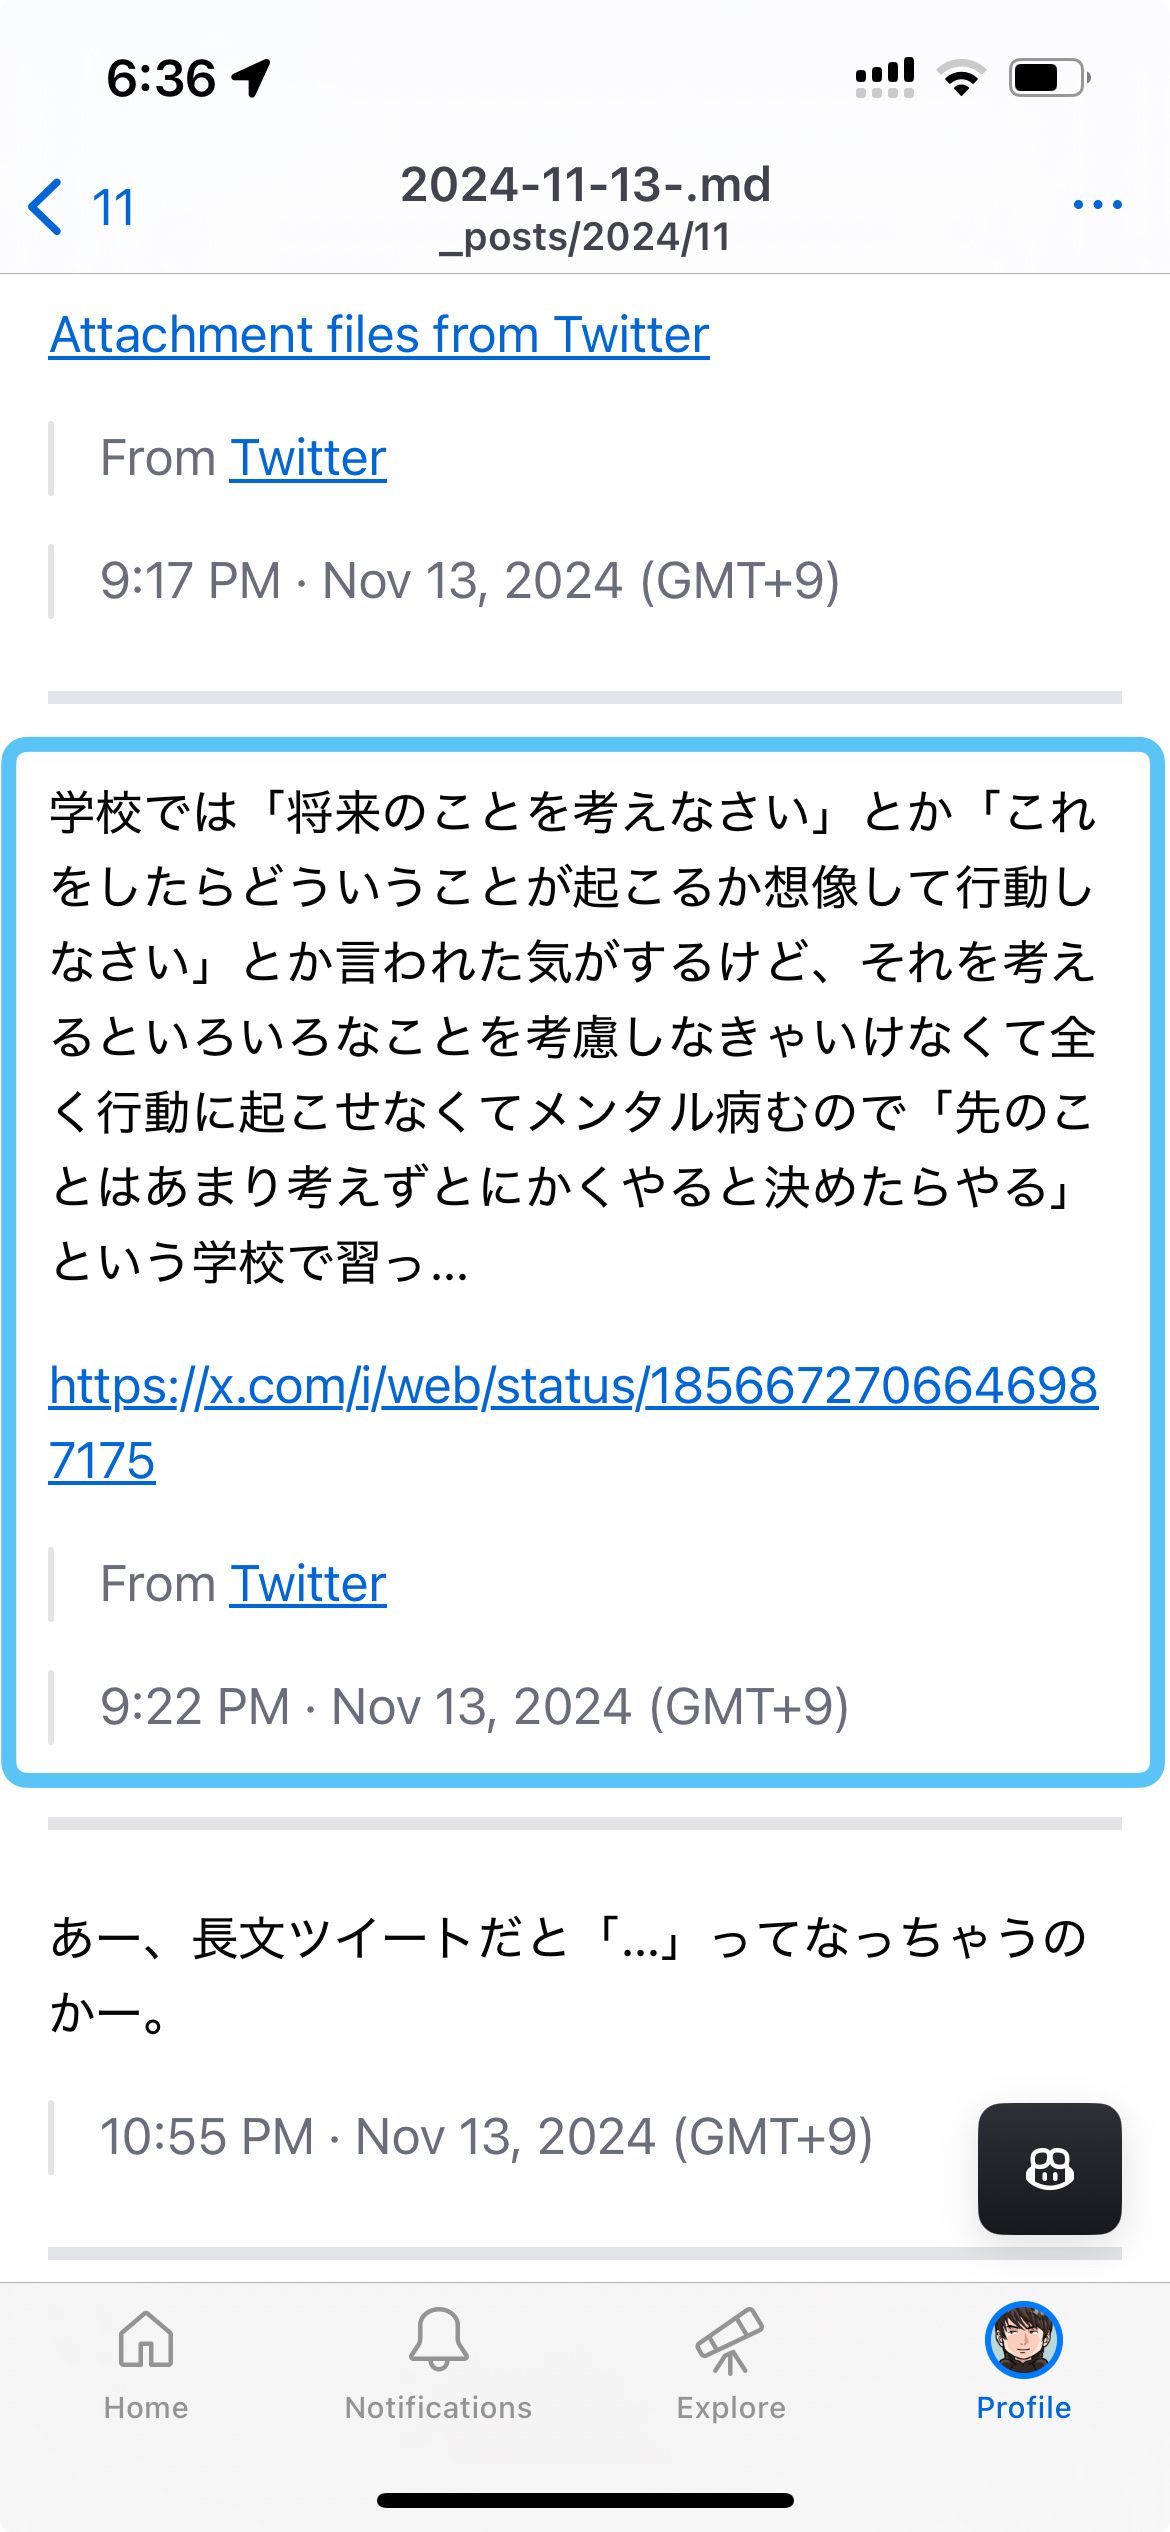 6:36
11
2024-11-13-.md
_posts/2024/11
Attachment files from Twitter
From Twitter
9:17 PM · Nov 13, 2024 (GMT+9)
学校では「将来のことを考えなさい」とか「これ
をしたらどういうことが起こるか想像して行動し
なさい」とか言われた気がするけど、それを考え
るといろいろなことを考慮しなきゃいけなくて全
く行動に起こせなくてメンタル病むので「先のこ
とはあまり考えずとにかくやると決めたらやる」
という学校で習っ…
https://x.com/i/web/status/185667270664698
7175
From Twitter
9:22 PM · Nov 13, 2024 (GMT+9)
あー、長文ツイートだと「…」ってなっちゃうの
かー。
10:55 PM · Nov 13, 2024 (GMT+9)
Home
Notifications
Explore
Profile